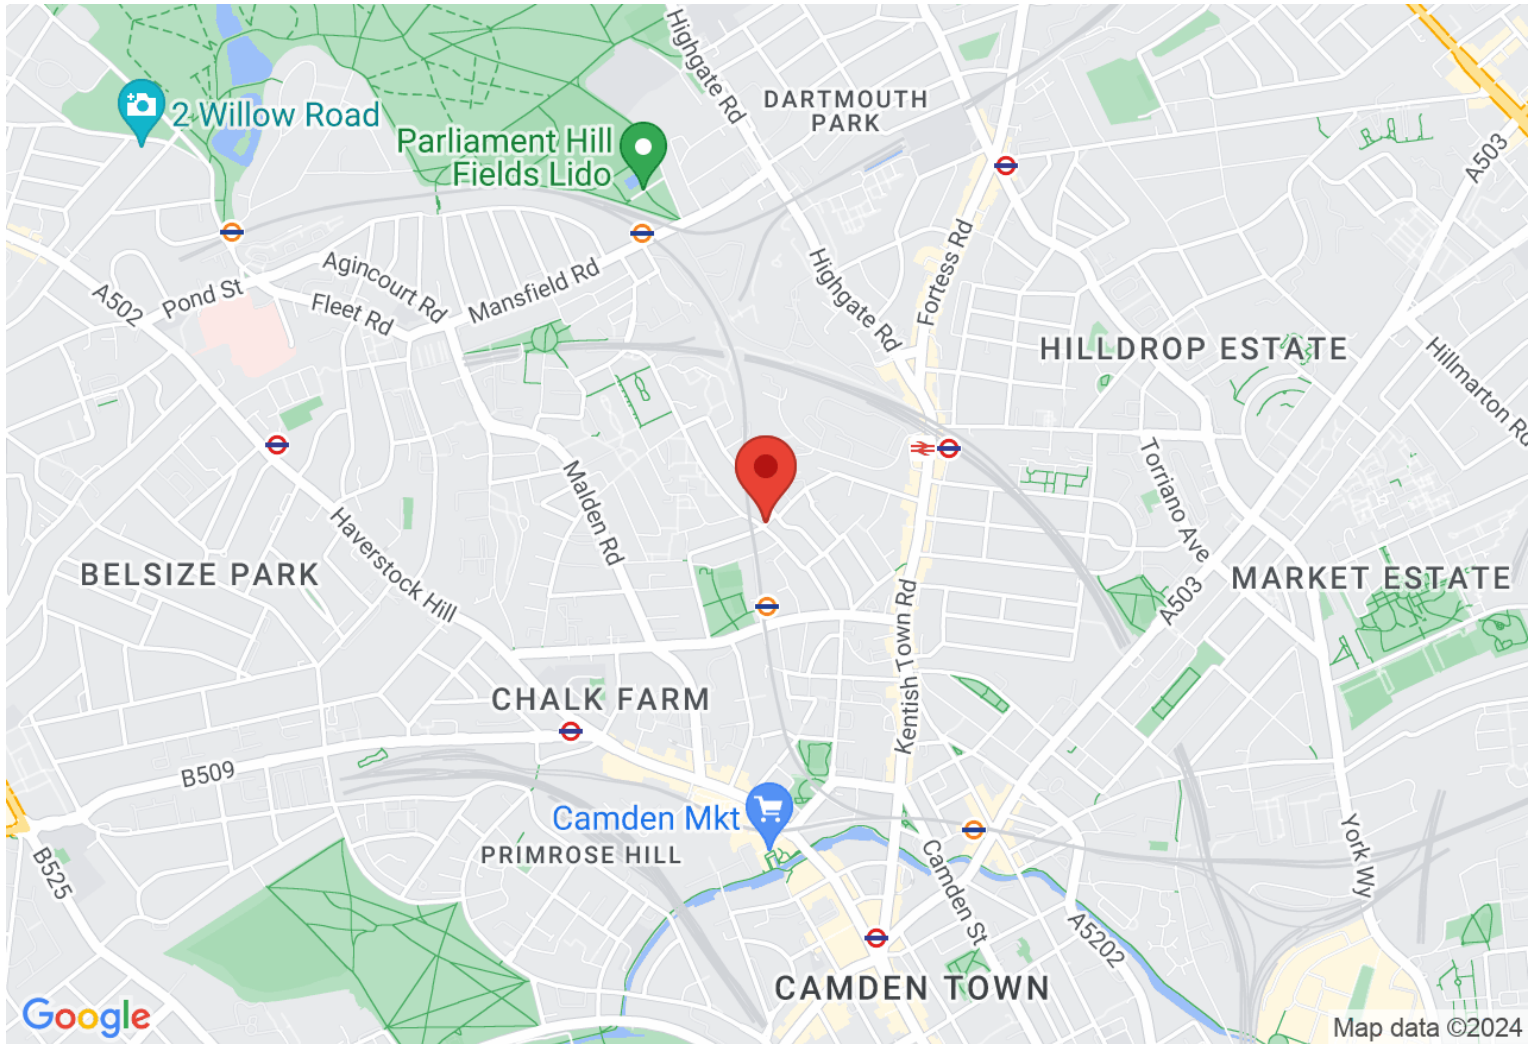 Highgate Rd
DARTMOUTH
PARK
2 Willow Road
Parliament Hill
Fields Lido
A503
Fortess Rd
Highgate Rd
Agincourt Rd
Mansfield Rd
Pond St
Fleet Rd
A502
HILLDROP ESTATE
Hillmarton Rd
Malden Rd
Torriano Ave
Haverstock Hill
BELSIZE PARK
MARKET ESTATE
A503
Kentish Town Rd
CHALK FARM
B509
Camden Mkt
PRIMROSE HILL
B525
Camden St
York Wy
A5202
CAMDEN TOWN
Google
Map data ©2024